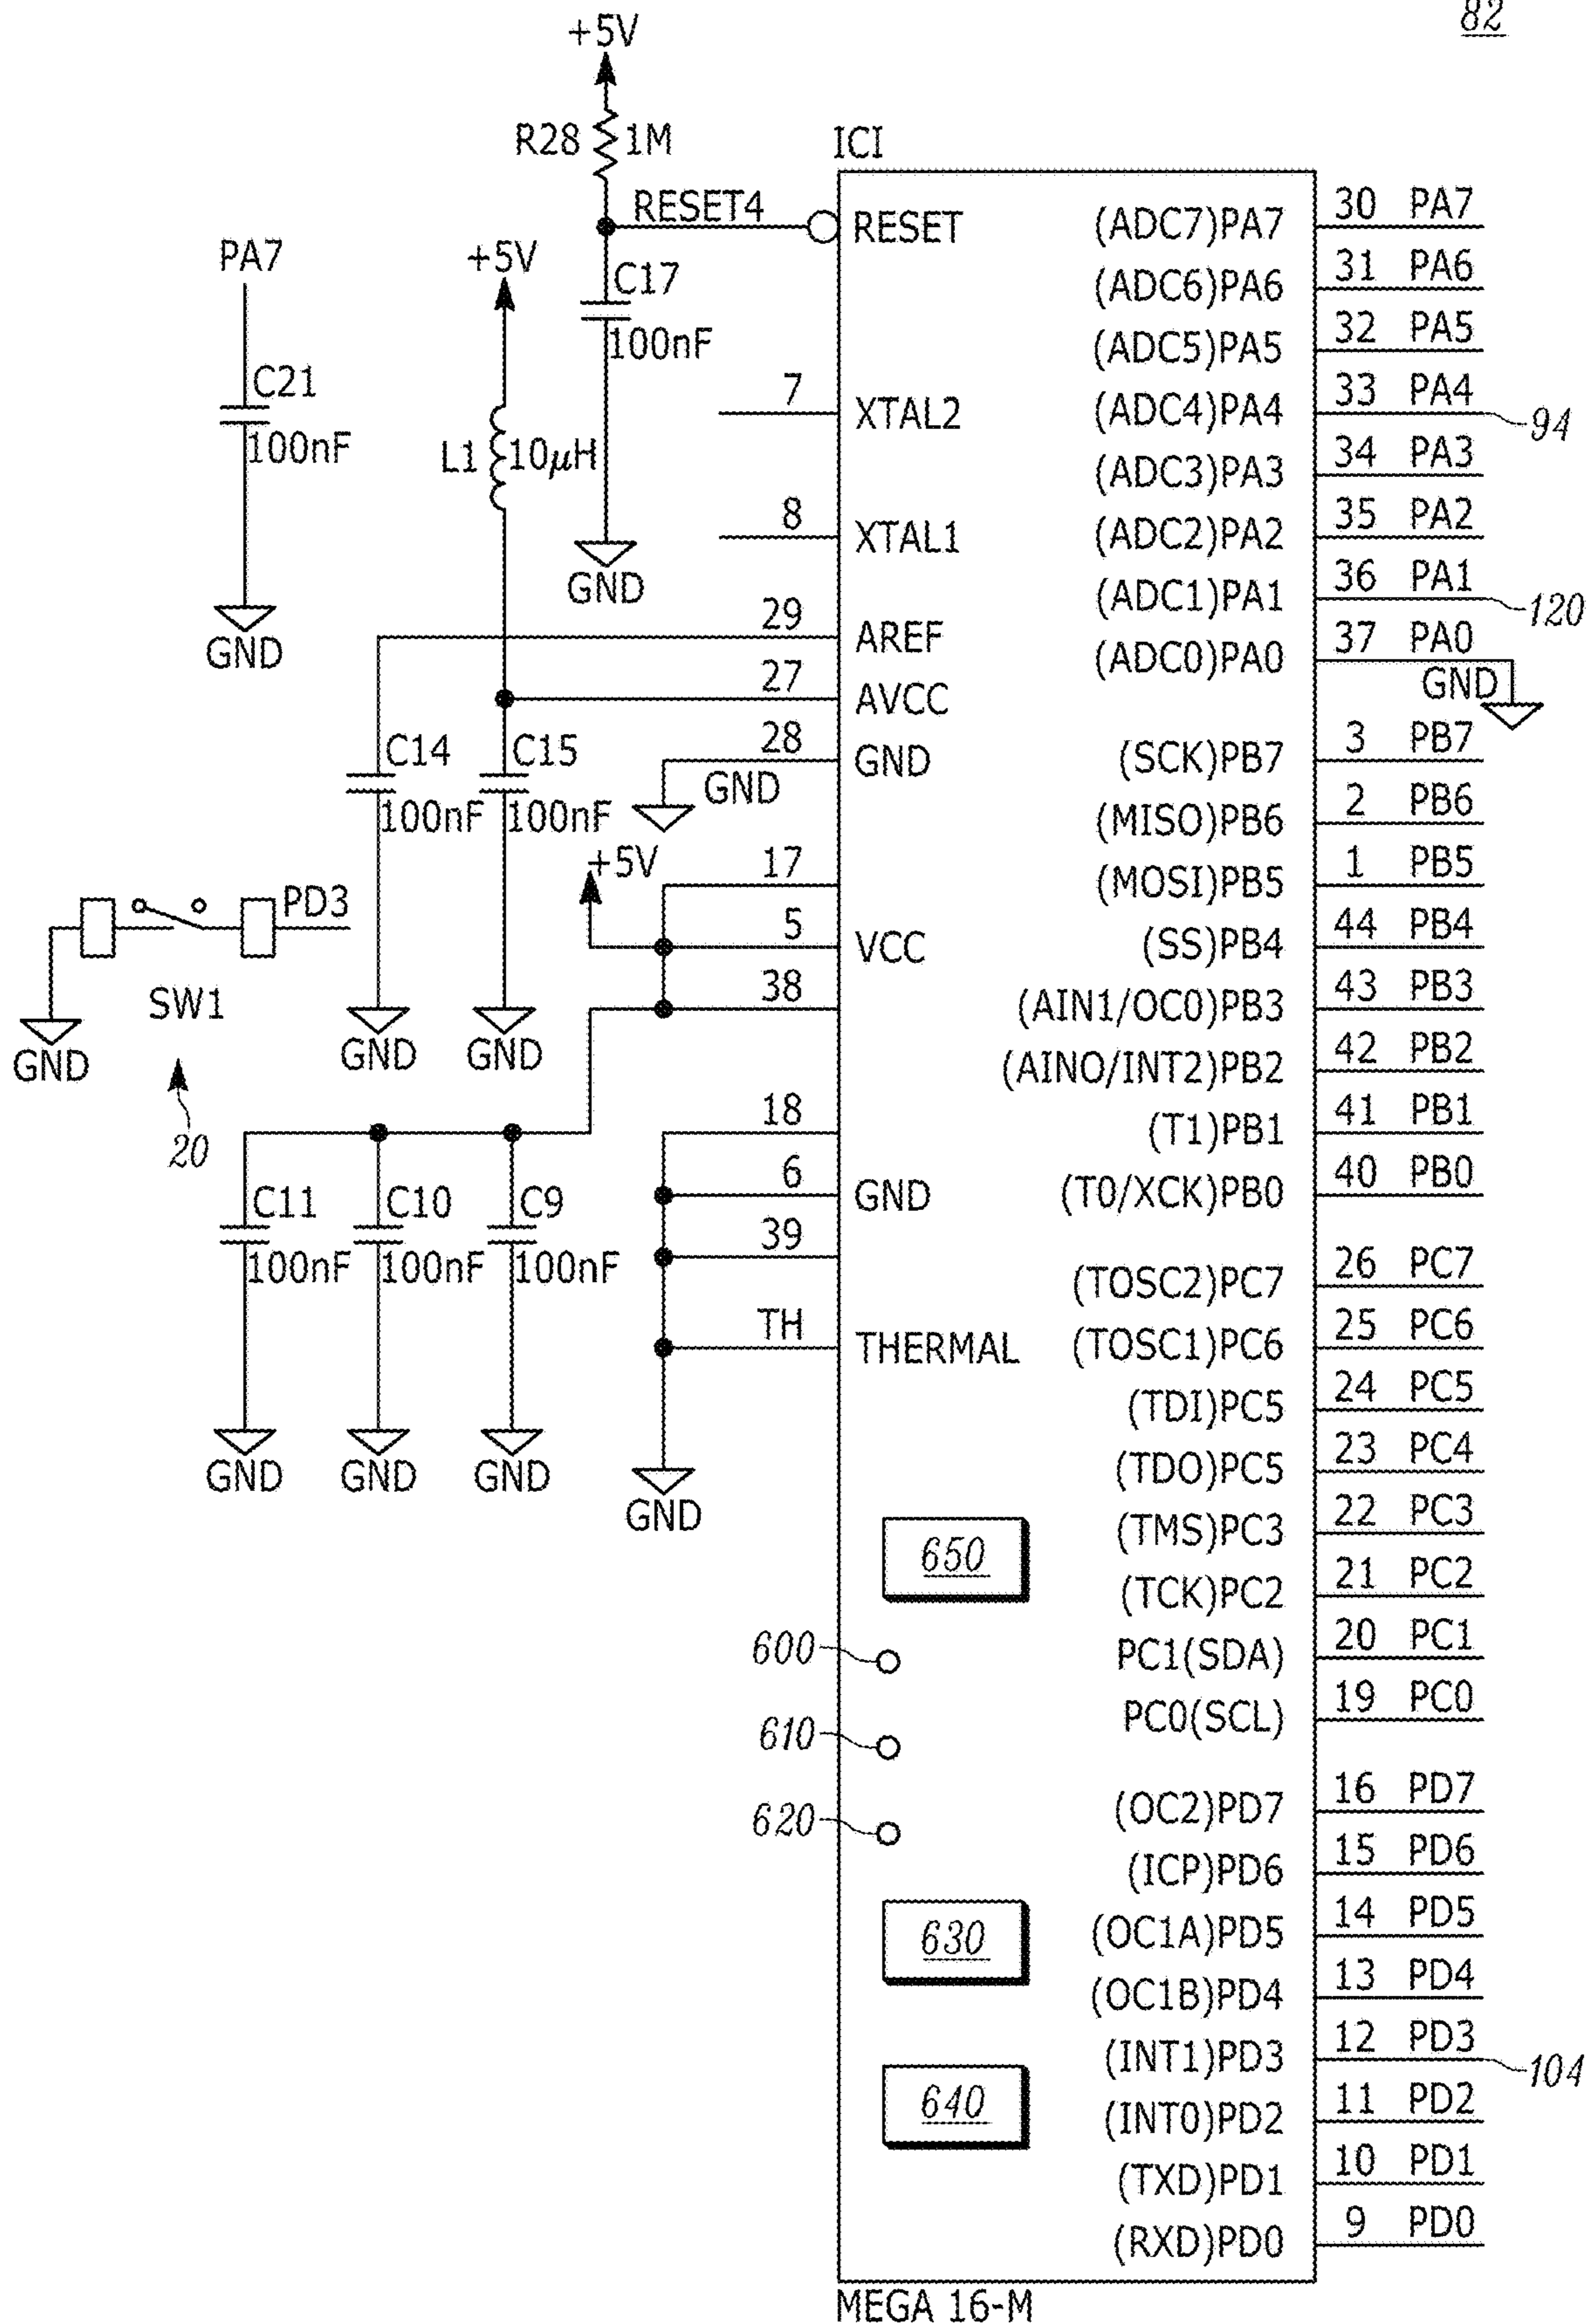 82
+5V
R28 1M
ICI
RESET4
RESET
(ADC7)PA7 30 PA7
PA7
+5V
C17
100nF
(ADC6)PA6 31 PA6
(ADC5)PA5 32 PA5
C21
100nF
7 XTAL2
(ADC4)PA4 33 PA4
94
L1 10µH
(ADC3)PA3 34 PA3
8 XTAL1
(ADC2)PA2 35 PA2
GND
(ADC1)PA1 36 PA1
120
GND
29 AREF
(ADC0)PA0 37 PA0
GND
27 AVCC
C14
100nF
C15
100nF
28 GND
GND
(SCK)PB7 3 PB7
(MISO)PB6 2 PB6
+5V
17
(MOSI)PB5 1 PB5
PD3
SW1
GND
20
5 VCC
(SS)PB4 44 PB4
38
(AIN1/OC0)PB3 43 PB3
GND
GND
(AINO/INT2)PB2 42 PB2
18
(T1)PB1 41 PB1
6 GND
(T0/XCK)PB0 40 PB0
C11
100nF
C10
100nF
C9
100nF
39
(TOSC2)PC7 26 PC7
TH THERMAL
(TOSC1)PC6 25 PC6
(TDI)PC5 24 PC5
GND
GND
GND
GND
(TDO)PC5 23 PC4
650
(TMS)PC3 22 PC3
(TCK)PC2 21 PC2
600
PC1(SDA) 20 PC1
610
PC0(SCL) 19 PC0
620
(OC2)PD7 16 PD7
(ICP)PD6 15 PD6
630
(OC1A)PD5 14 PD5
(OC1B)PD4 13 PD4
(INT1)PD3 12 PD3
104
640
(INT0)PD2 11 PD2
(TXD)PD1 10 PD1
(RXD)PD0 9 PD0
MEGA 16-M